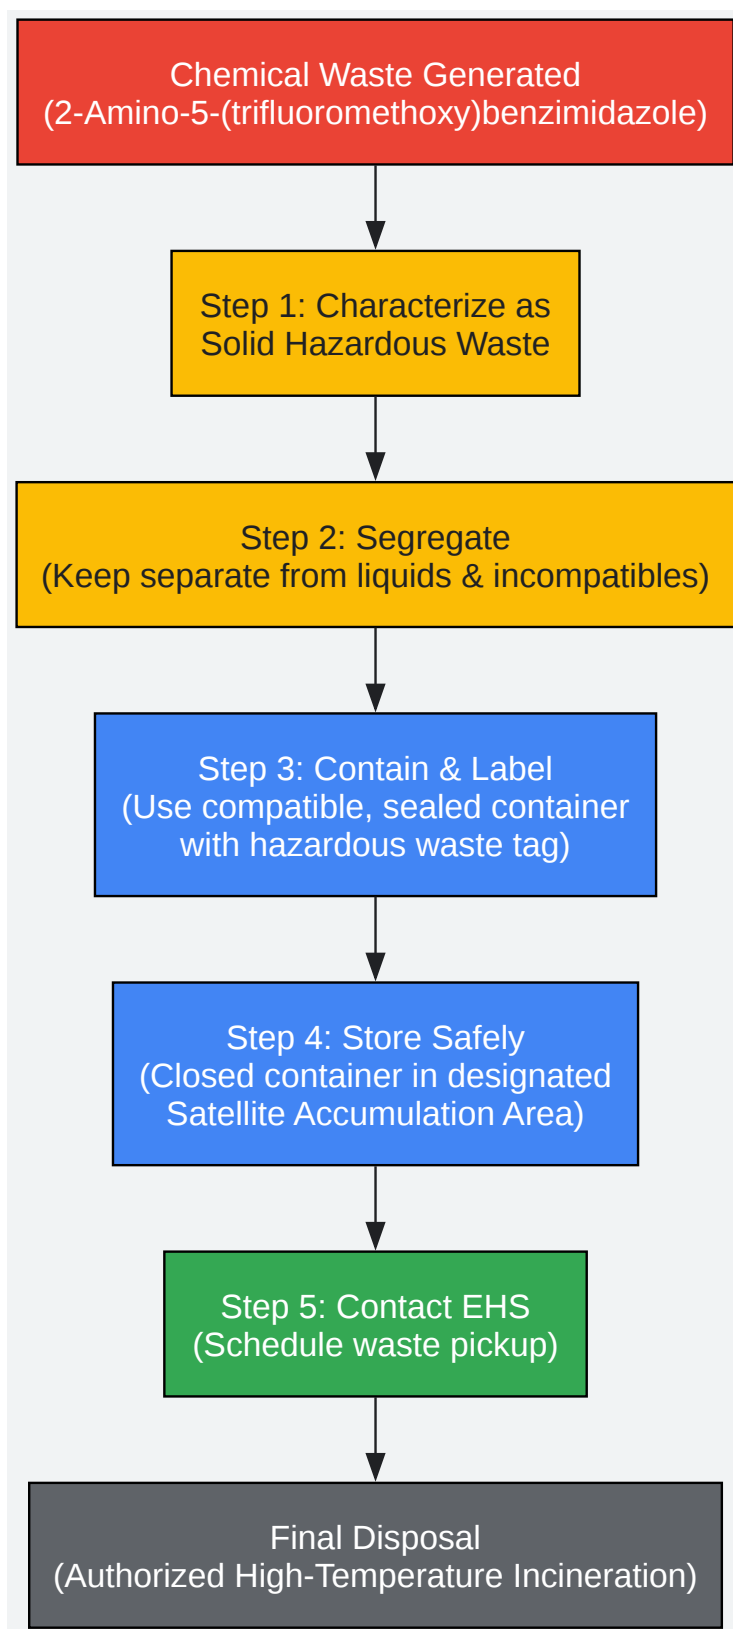 Chemical Waste Generated
(2-Amino-5-(trifluoromethoxy)benzimidazole)
Step 1: Characterize as
Solid Hazardous Waste
Step 2: Segregate
(Keep separate from liquids & incompatibles)
Step 3: Contain & Label
(Use compatible, sealed container
with hazardous waste tag)
Step 4: Store Safely
(Closed container in designated
Satellite Accumulation Area)
Step 5: Contact EHS
(Schedule waste pickup)
Final Disposal
(Authorized High-Temperature Incineration)